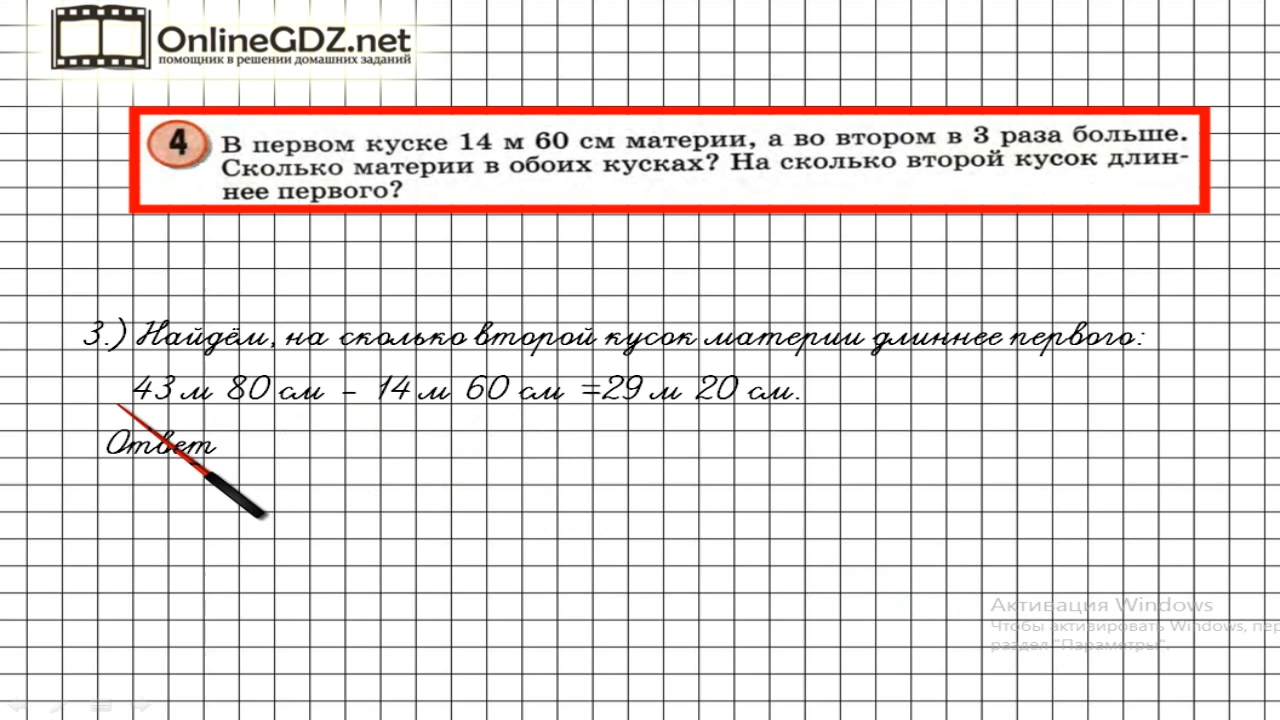 OnlineGDZ.net
помощник в решении домашних заданий
4 В первом куске 14 м 60 см материи, а во втором в 3 раза больше.
Сколько материи в обоих кусках? На сколько второй кусок длин-
нее первого?
3.) Найдём, на сколько второй кусок материи длиннее первого:
43 м 80 см - 14 м 60 см =29 м 20 см.
Ответ
Активация Windows
Чтобы активировать Windows, пер
раздел "Параметры".